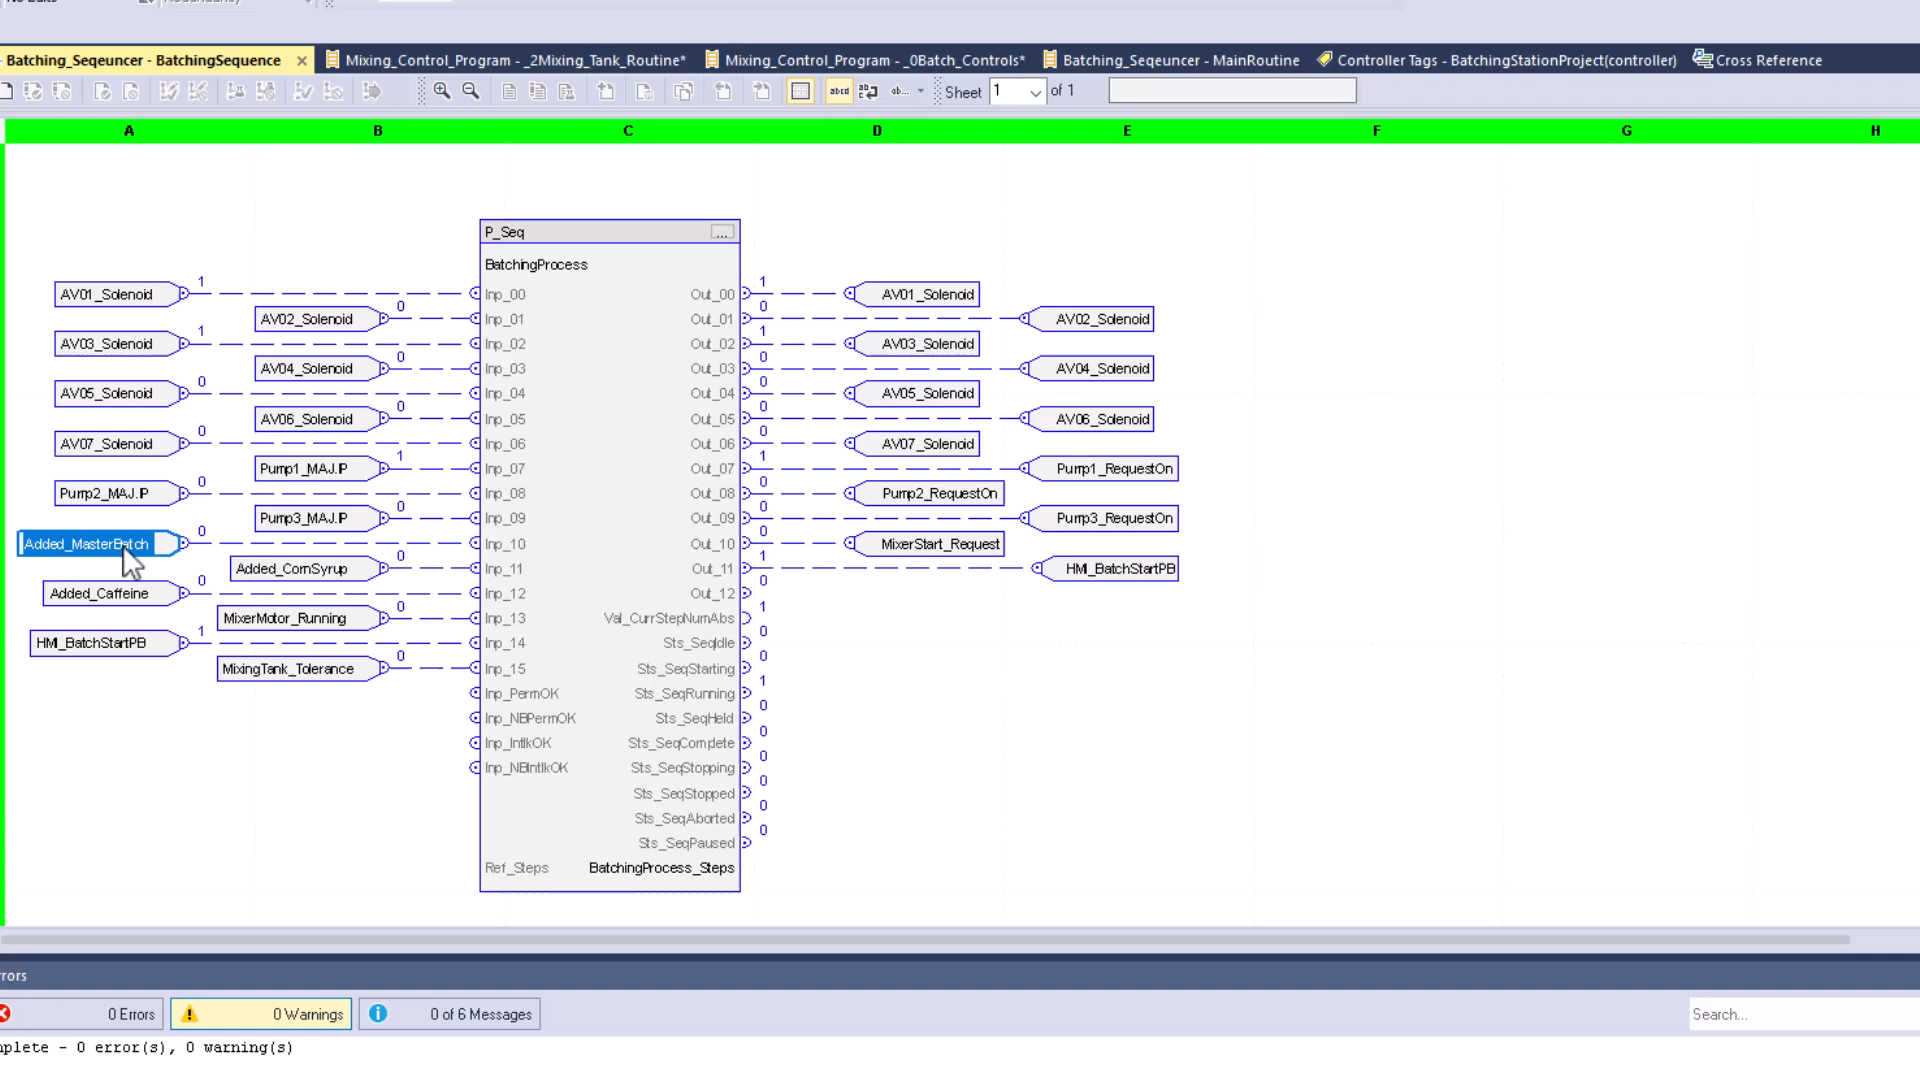 Batching_Seqeuncer - BatchingSequence
Mixing_Control_Program - _2Mixing_Tank_Routine*
Mixing_Control_Program - _0Batch_Controls*
Batching_Seqeuncer - MainRoutine
Controller Tags - BatchingStationProject(controller)
Cross Reference
abcd
ab...
Sheet 1 of 1
A B C D E F G H
P_Seq ...
BatchingProcess
AV01_Solenoid 1 Inp_00 Out_00 1 AV01_Solenoid
AV02_Solenoid 0 Inp_01 Out_01 0 AV02_Solenoid
AV03_Solenoid 1 Inp_02 Out_02 1 AV03_Solenoid
AV04_Solenoid 0 Inp_03 Out_03 0 AV04_Solenoid
AV05_Solenoid 0 Inp_04 Out_04 0 AV05_Solenoid
AV06_Solenoid 0 Inp_05 Out_05 0 AV06_Solenoid
AV07_Solenoid 0 Inp_06 Out_06 0 AV07_Solenoid
Pump1_MAJ.IP 1 Inp_07 Out_07 1 Pump1_RequestOn
Pump2_MAJ.IP 0 Inp_08 Out_08 0 Pump2_RequestOn
Pump3_MAJ.IP 0 Inp_09 Out_09 0 Pump3_RequestOn
Added_MasterBatch 0 Inp_10 Out_10 0 MixerStart_Request
Added_CornSyrup 0 Inp_11 Out_11 1 HMI_BatchStartPB
Added_Caffeine 0 Inp_12 Out_12 0
MixerMotor_Running 0 Inp_13 Val_CurrStepNumAbs 1
HMI_BatchStartPB 1 Inp_14 Sts_SeqIdle 0
MixingTank_Tolerance 0 Inp_15 Sts_SeqStarting 0
Inp_PermOK Sts_SeqRunning 1
Inp_NBPermOK Sts_SeqHeld 0
Inp_IntlkOK Sts_SeqComplete 0
Inp_NBIntlkOK Sts_SeqStopping 0
Sts_SeqStopped 0
Sts_SeqAborted 0
Sts_SeqPaused 0
Ref_Steps BatchingProcess_Steps
0 Errors
0 Warnings
0 of 6 Messages
Search...
0 error(s), 0 warning(s)